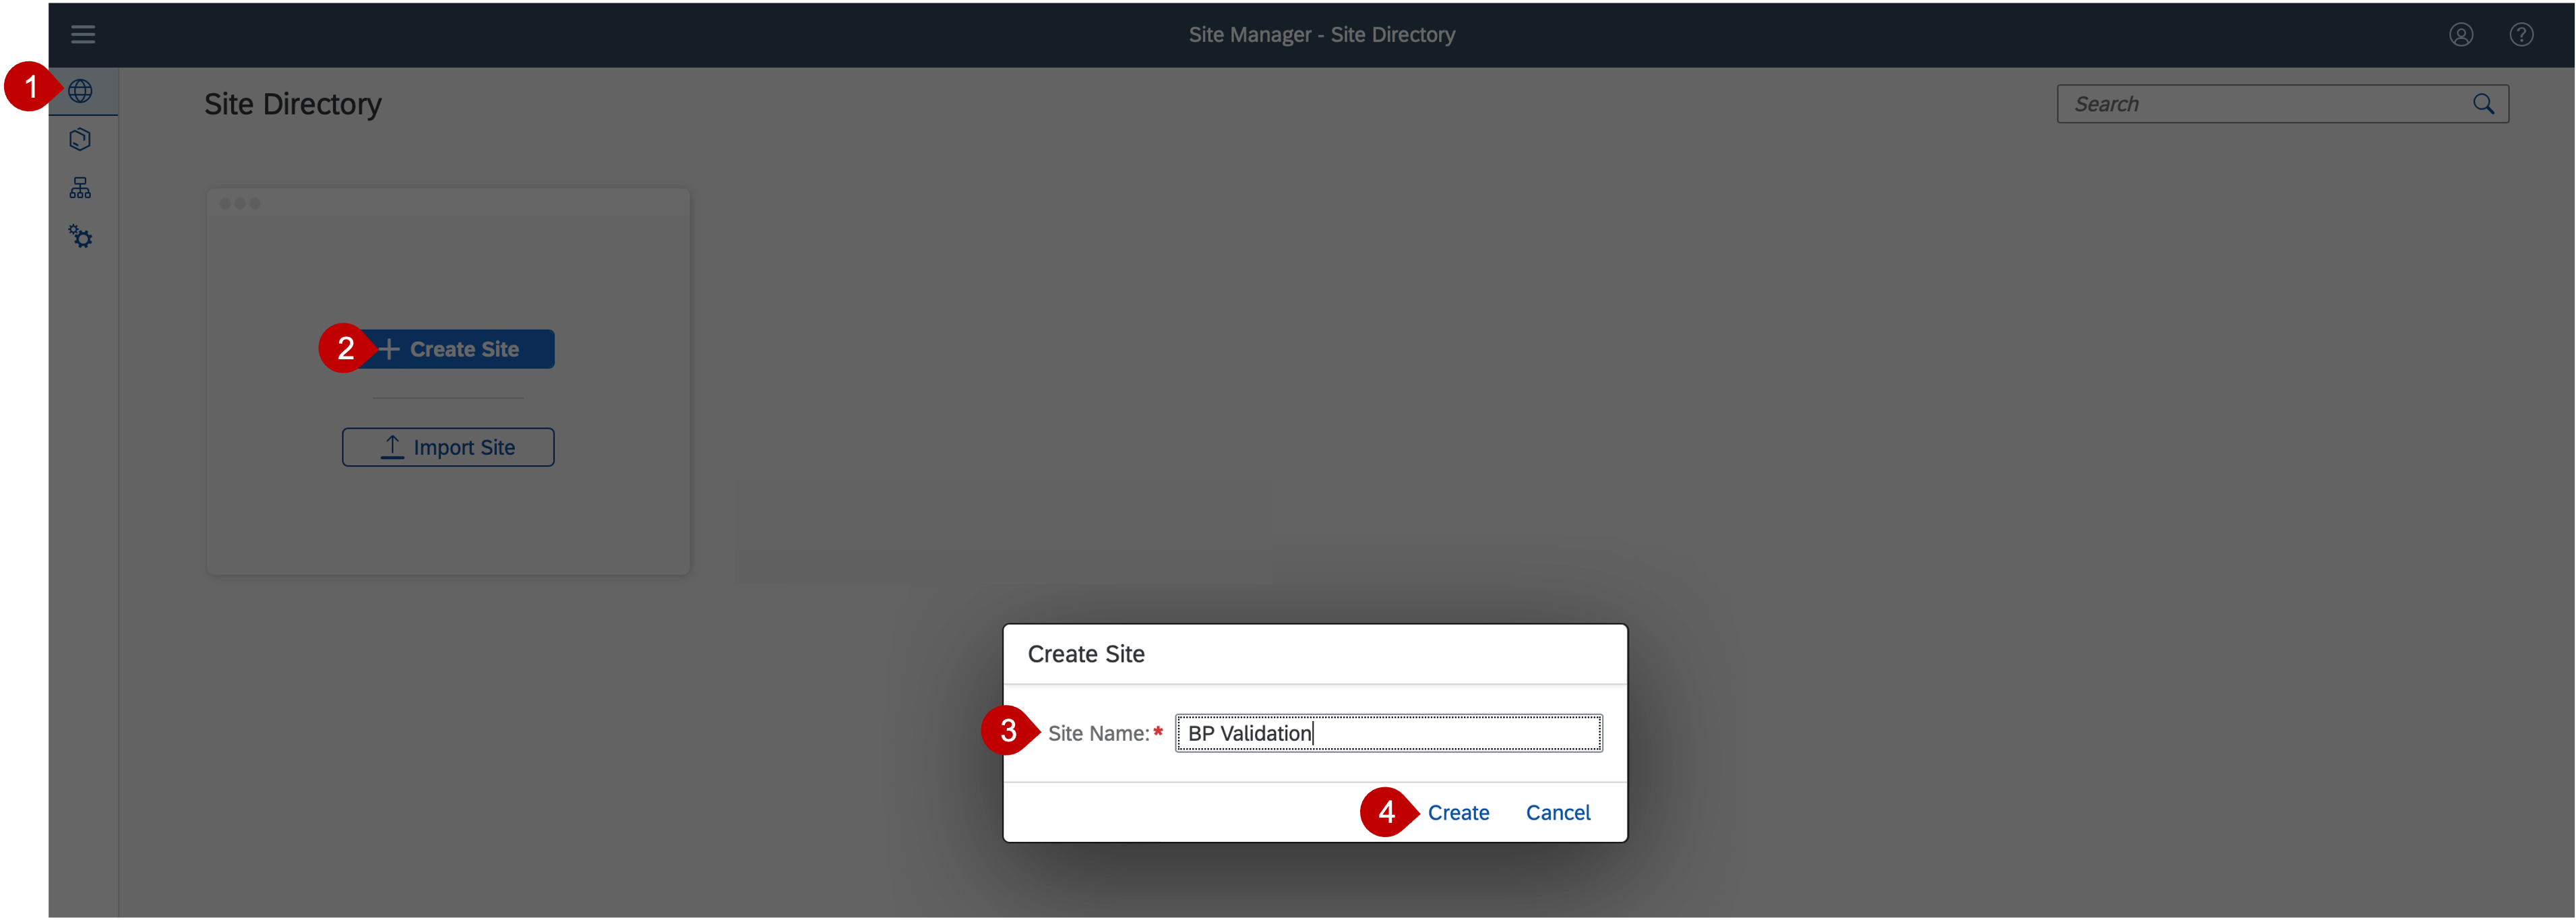 Site Manager - Site Directory
1
Site Directory
Search
2
Create Site
Import Site
Create Site
3
Site Name:* BP Validation
4
Create Cancel